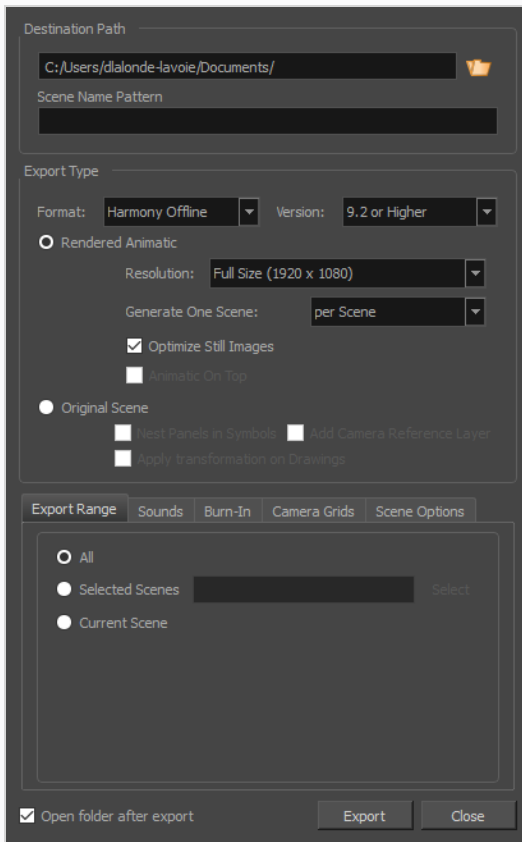 Destination Path
C:/Users/dlalonde-lavoie/Documents/
Scene Name Pattern
Export Type
Format: Harmony Offline Version: 9.2 or Higher
Rendered Animatic
Resolution: Full Size (1920 x 1080)
Generate One Scene: per Scene
Optimize Still Images
Animatic On Top
Original Scene
Nest Panels in Symbols Add Camera Reference Layer
Apply transformation on Drawings
Export Range Sounds Burn-In Camera Grids Scene Options
All
Selected Scenes Select
Current Scene
Open folder after export Export Close